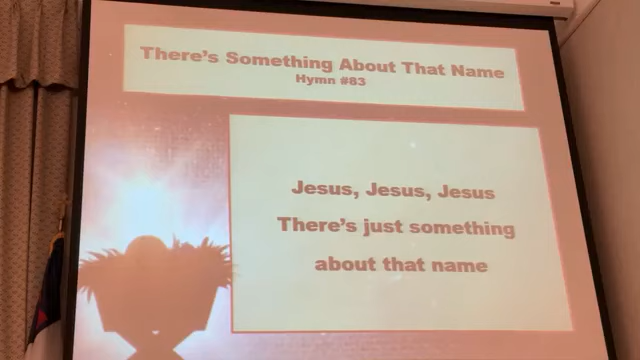 There's Something About That Name
Hymn #83
Jesus, Jesus, Jesus
There's just something
about that name